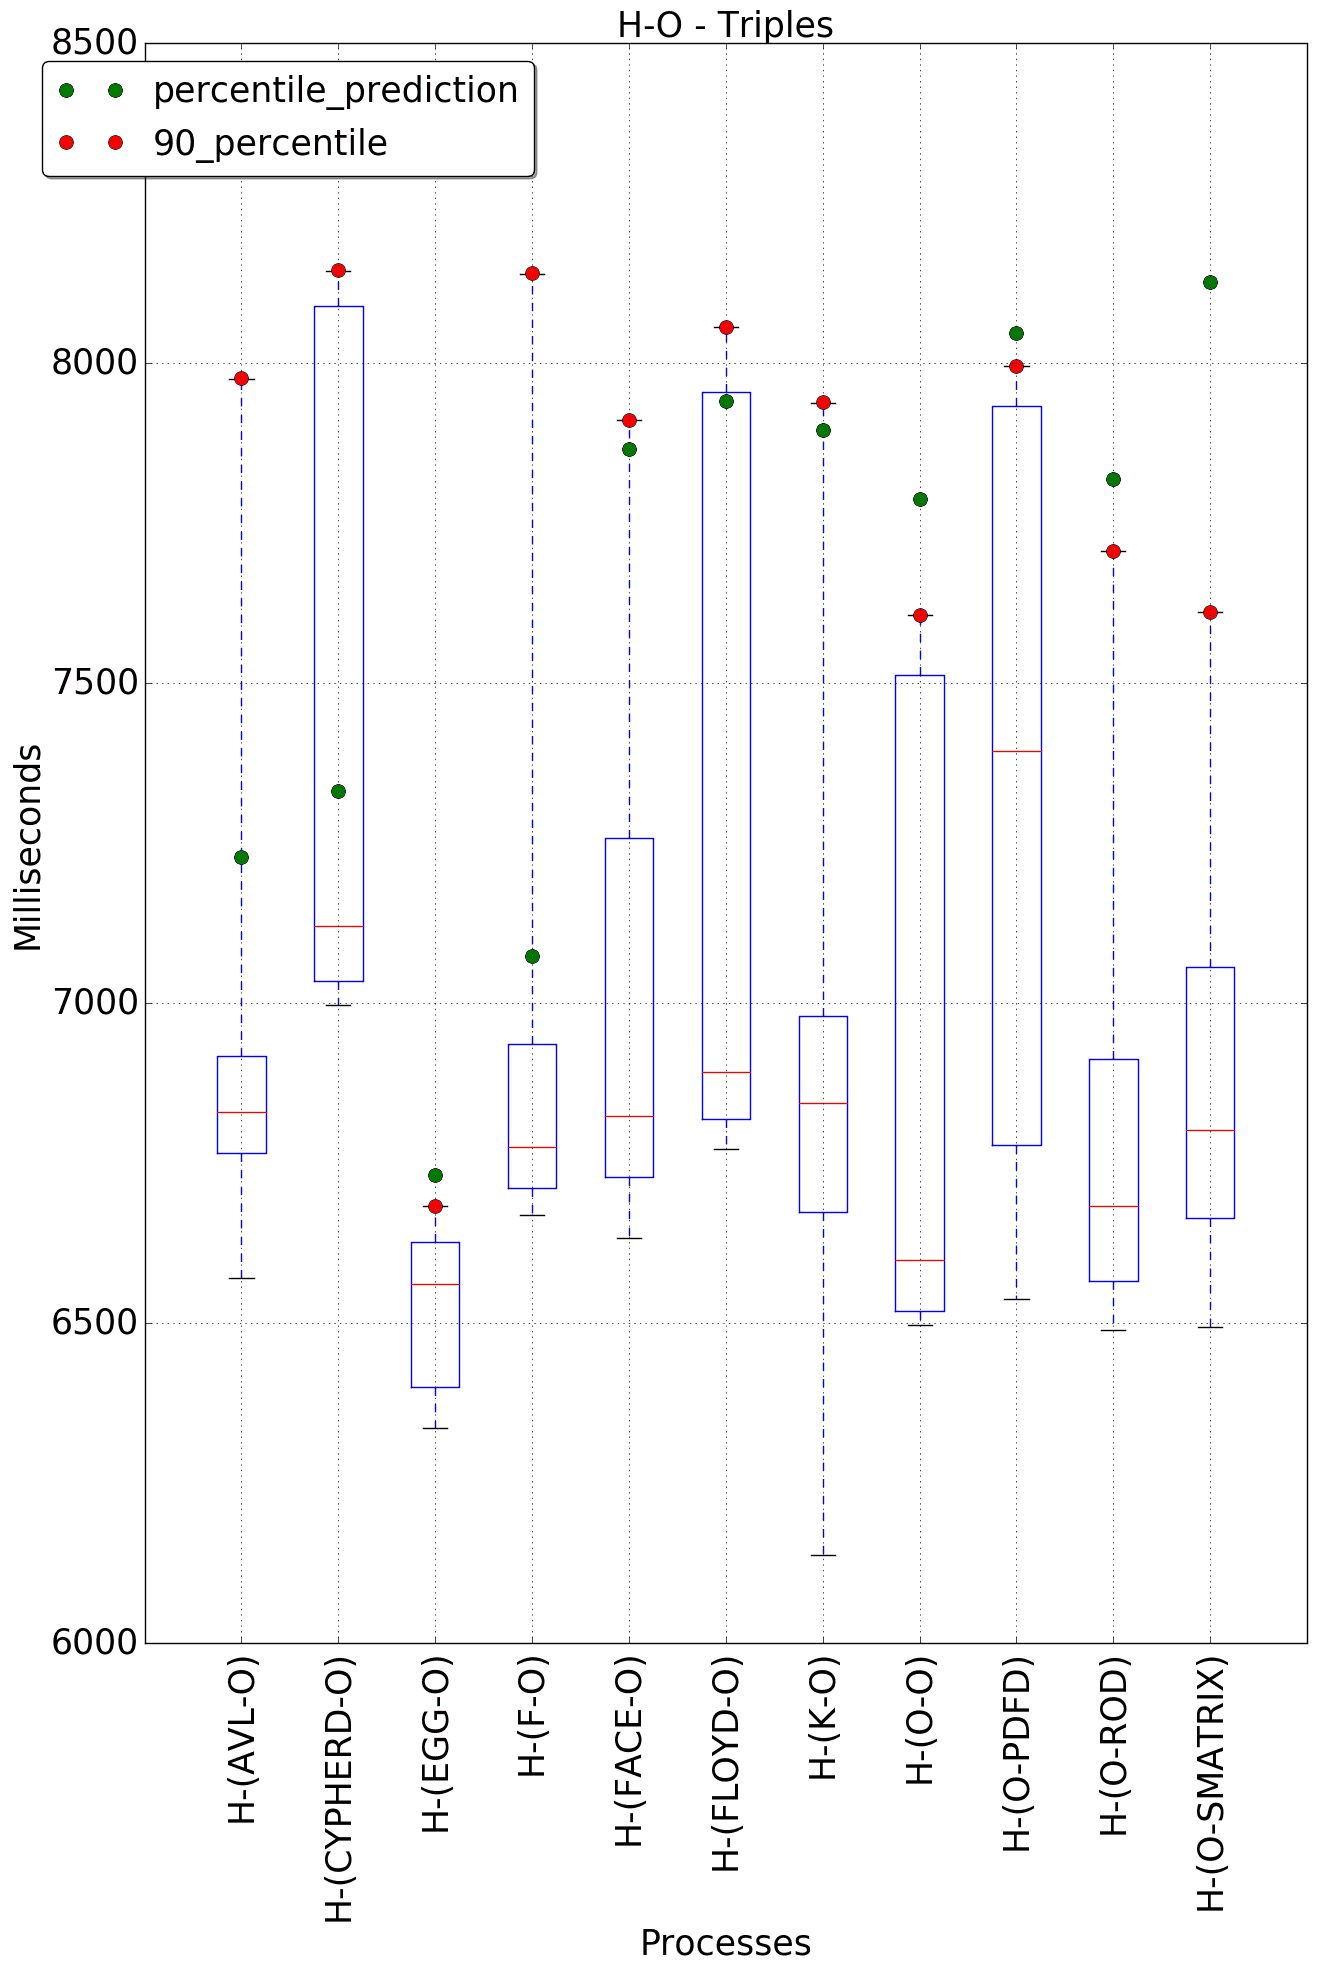 H-O - Triples
8500
percentile_prediction
90_percentile
8000
7500
Milliseconds
7000
6500
6000
H-(AVL-O)
H-(CYPHERD-O)
H-(EGG-O)
H-(F-O)
H-(FACE-O)
H-(FLOYD-O)
H-(K-O)
H-(O-O)
H-(O-PDFD)
H-(O-ROD)
H-(O-SMATRIX)
Processes